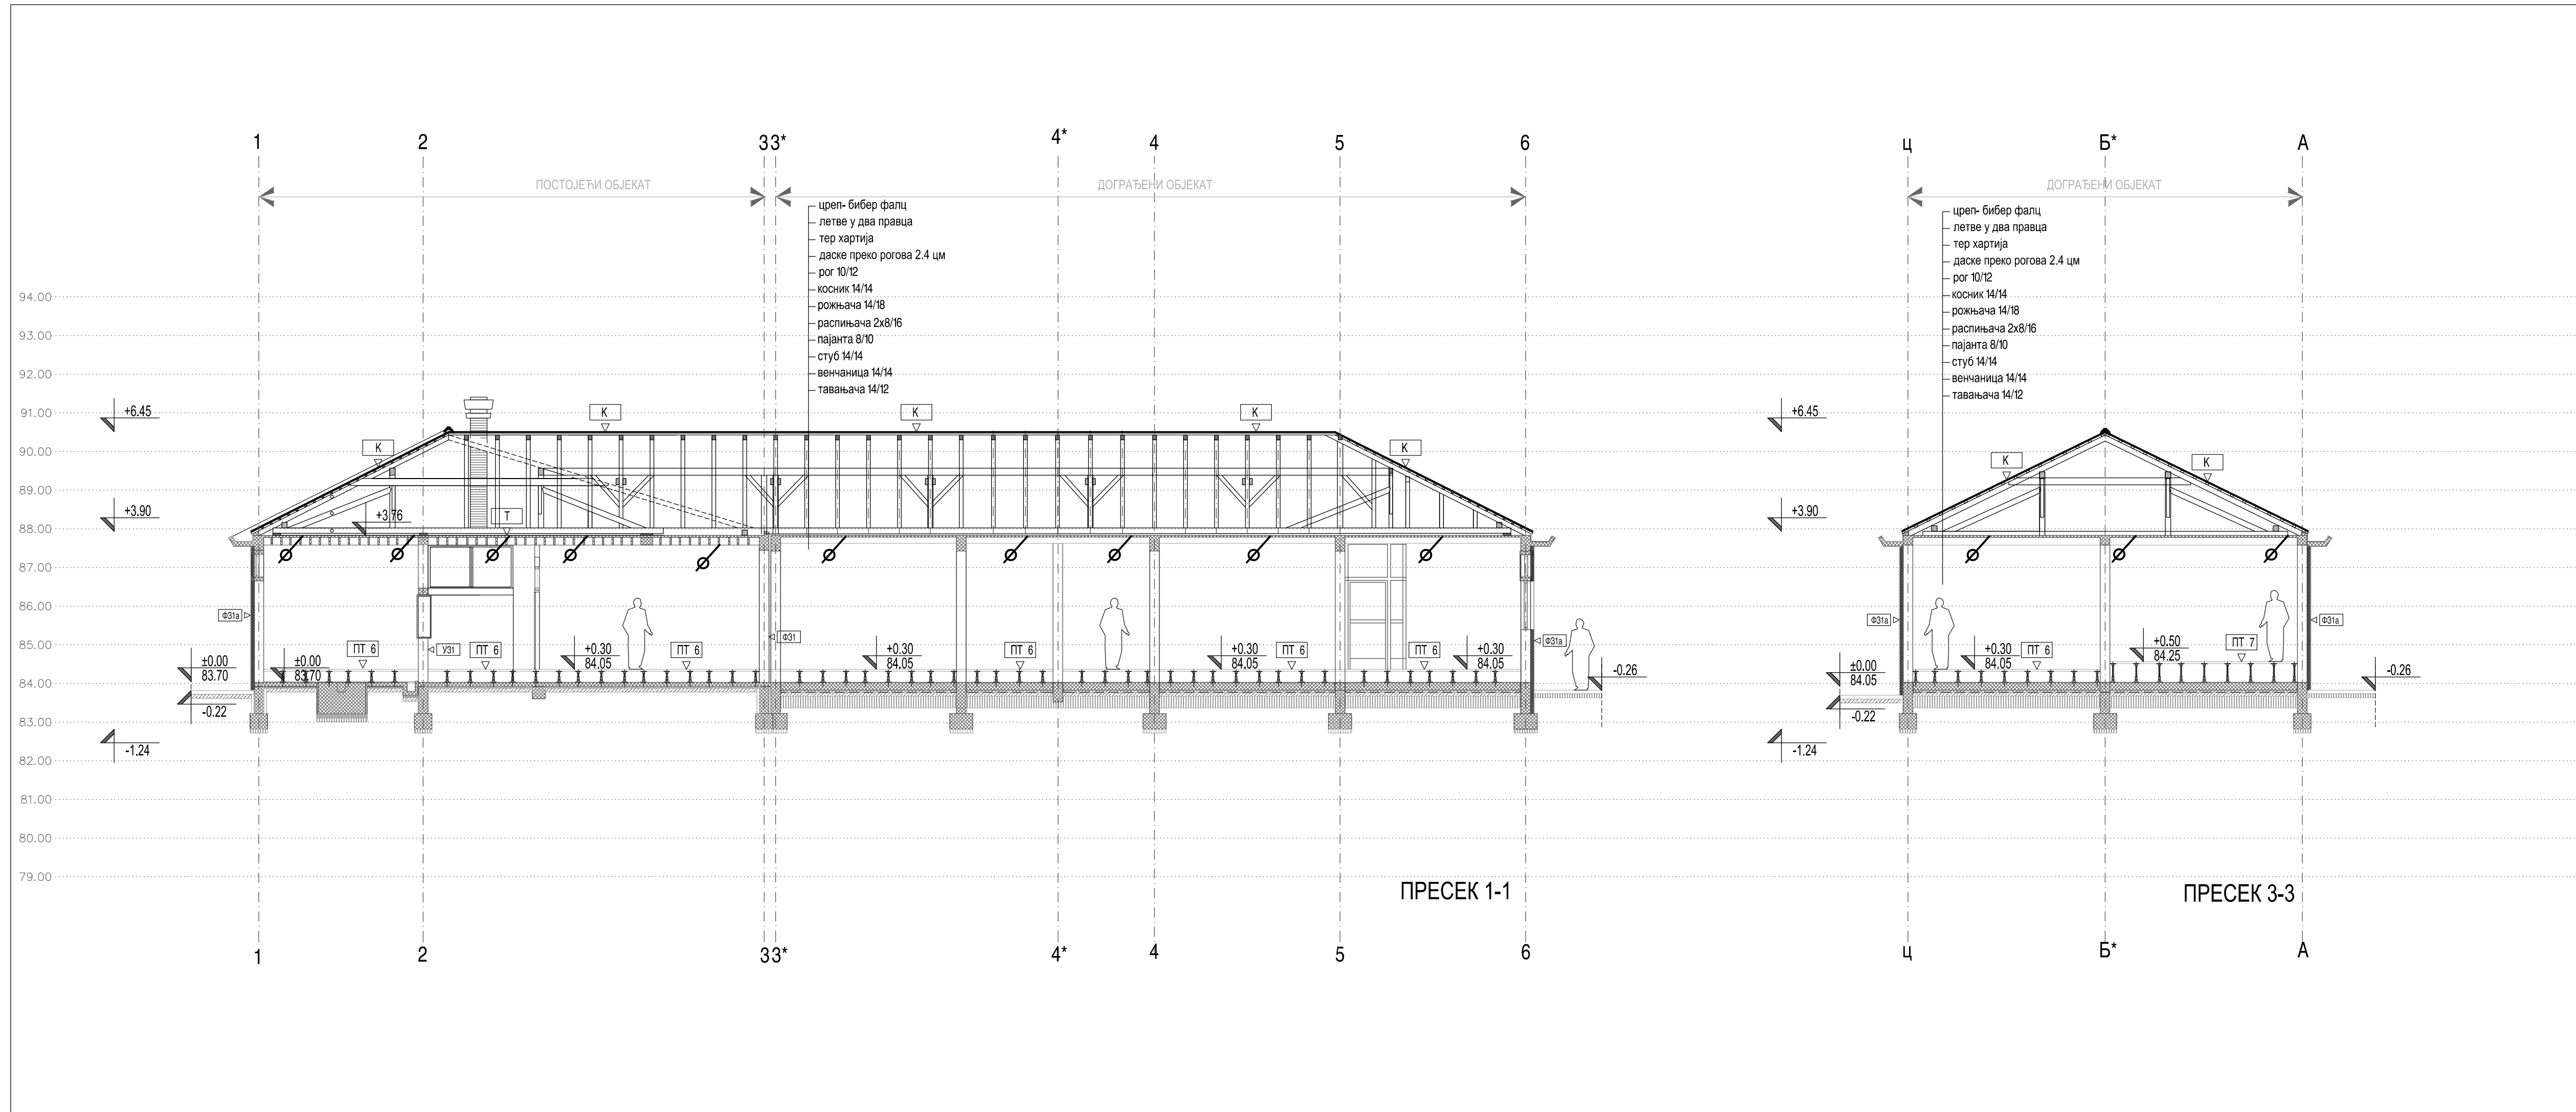 1 2 3 3* 4* 4 5 6
ПОСТОЈЕЋИ ОБЈЕКАТ
ДОГРАЂЕНИ ОБЈЕКАТ
цреп- бибер фалц
летве у два правца
тер хартија
даске преко рогова 2.4 цм
рог 10/12
косник 14/14
рожњача 14/18
распињача 2x8/16
пајанта 8/10
стуб 14/14
венчаница 14/14
тавањача 14/12
94.00
93.00
92.00
91.00
90.00
89.00
88.00
87.00
86.00
85.00
84.00
83.00
82.00
81.00
80.00
79.00
+6.45
+3.90
-1.24
К
К
К
К
К
Т
+3.76
ФЗ1а
±0.00
83.70
-0.22
±0.00
83.70
ПТ 6
УЗ1
ПТ 6
+0.30
84.05
ПТ 6
ФЗ1
+0.30
84.05
ПТ 6
+0.30
84.05
ПТ 6
ПТ 6
+0.30
84.05
ФЗ1а
-0.26
ПРЕСЕК 1-1
1 2 3 3* 4* 4 5 6
ц Б* А
ДОГРАЂЕНИ ОБЈЕКАТ
цреп- бибер фалц
летве у два правца
тер хартија
даске преко рогова 2.4 цм
рог 10/12
косник 14/14
рожњача 14/18
распињача 2x8/16
пајанта 8/10
стуб 14/14
венчаница 14/14
тавањача 14/12
+6.45
+3.90
-1.24
К
К
ФЗ1а
±0.00
84.05
-0.22
+0.30
84.05
ПТ 6
+0.50
84.25
ПТ 7
ФЗ1а
-0.26
ПРЕСЕК 3-3
ц Б* А